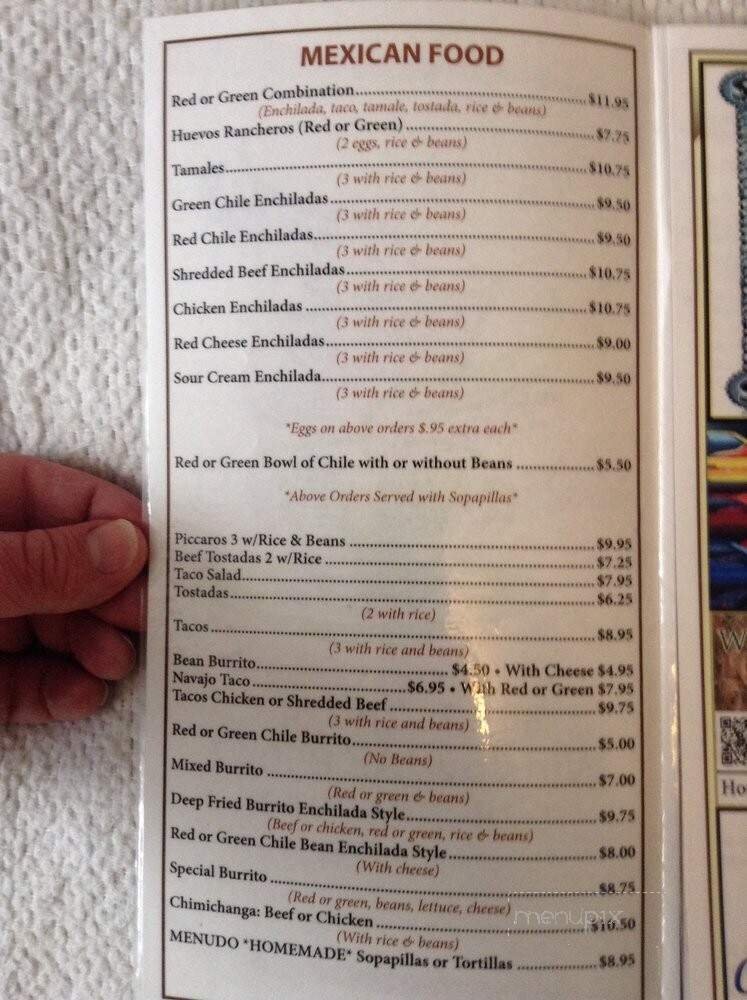 MEXICAN FOOD
Red or Green Combination.......... $11.95
(Enchilada, taco, tamale, tostada, rice & beans)
Huevos Rancheros (Red or Green) .......... $7.75
(2 eggs, rice & beans)
Tamales.......... $10.75
(3 with rice & beans)
Green Chile Enchiladas.......... $9.50
(3 with rice & beans)
Red Chile Enchiladas.......... $9.50
(3 with rice & beans)
Shredded Beef Enchiladas.......... $10.75
(3 with rice & beans)
Chicken Enchiladas .......... $10.75
(3 with rice & beans)
Red Cheese Enchiladas.......... $9.00
(3 with rice & beans)
Sour Cream Enchilada.......... $9.50
(3 with rice & beans)
*Eggs on above orders $.95 extra each*
Red or Green Bowl of Chile with or without Beans .......... $5.50
*Above Orders Served with Sopapillas*
Piccaros 3 w/Rice & Beans .......... $9.95
Beef Tostadas 2 w/Rice .......... $7.25
Taco Salad.......... $7.95
Tostadas.......... $6.25
(2 with rice)
Tacos .......... $8.95
(3 with rice and beans)
Bean Burrito.......... $4.50 • With Cheese $4.95
Navajo Taco .......... $6.95 • With Red or Green $7.95
Tacos Chicken or Shredded Beef .......... $9.75
(3 with rice and beans)
Red or Green Chile Burrito.......... $5.00
(No Beans)
Mixed Burrito .......... $7.00
(Red or green & beans)
Deep Fried Burrito Enchilada Style.......... $9.75
(Beef or chicken, red or green, rice & beans)
Red or Green Chile Bean Enchilada Style .......... $8.00
(With cheese)
Special Burrito .......... $8.75
(Red or green, beans, lettuce, cheese)
Chimichanga: Beef or Chicken .......... $10.50
(With rice & beans)
MENUDO *HOMEMADE* Sopapillas or Tortillas .......... $8.95
menupix
W
Ho